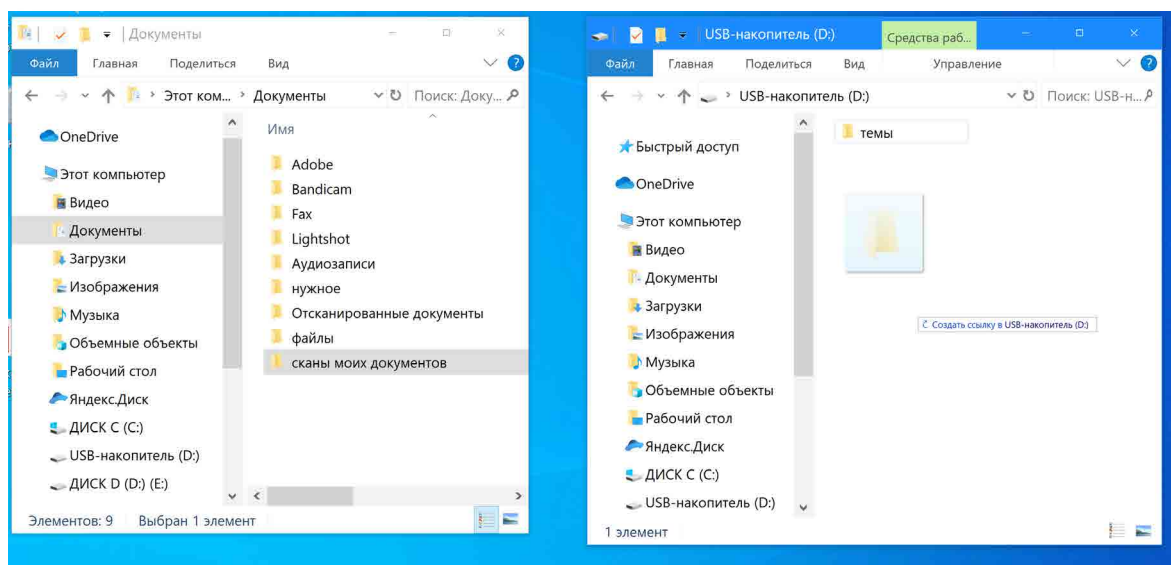 Документы
Файл Главная Поделиться Вид
Этот ком... Документы Поиск: Доку...
OneDrive
Этот компьютер
Видео
Документы
Загрузки
Изображения
Музыка
Объемные объекты
Рабочий стол
Яндекс.Диск
ДИСК C (C:)
USB-накопитель (D:)
ДИСК D (D:) (E:)
Имя
Adobe
Bandicam
Fax
Lightshot
Аудиозаписи
нужное
Отсканированные документы
файлы
сканы моих документов
Элементов: 9 Выбран 1 элемент
USB-накопитель (D:) Средства раб...
Файл Главная Поделиться Вид Управление
USB-накопитель (D:) Поиск: USB-н...
Быстрый доступ
OneDrive
Этот компьютер
Видео
Документы
Загрузки
Изображения
Музыка
Объемные объекты
Рабочий стол
Яндекс.Диск
ДИСК C (C:)
USB-накопитель (D:)
темы
Создать ссылку в USB-накопитель (D:)
1 элемент